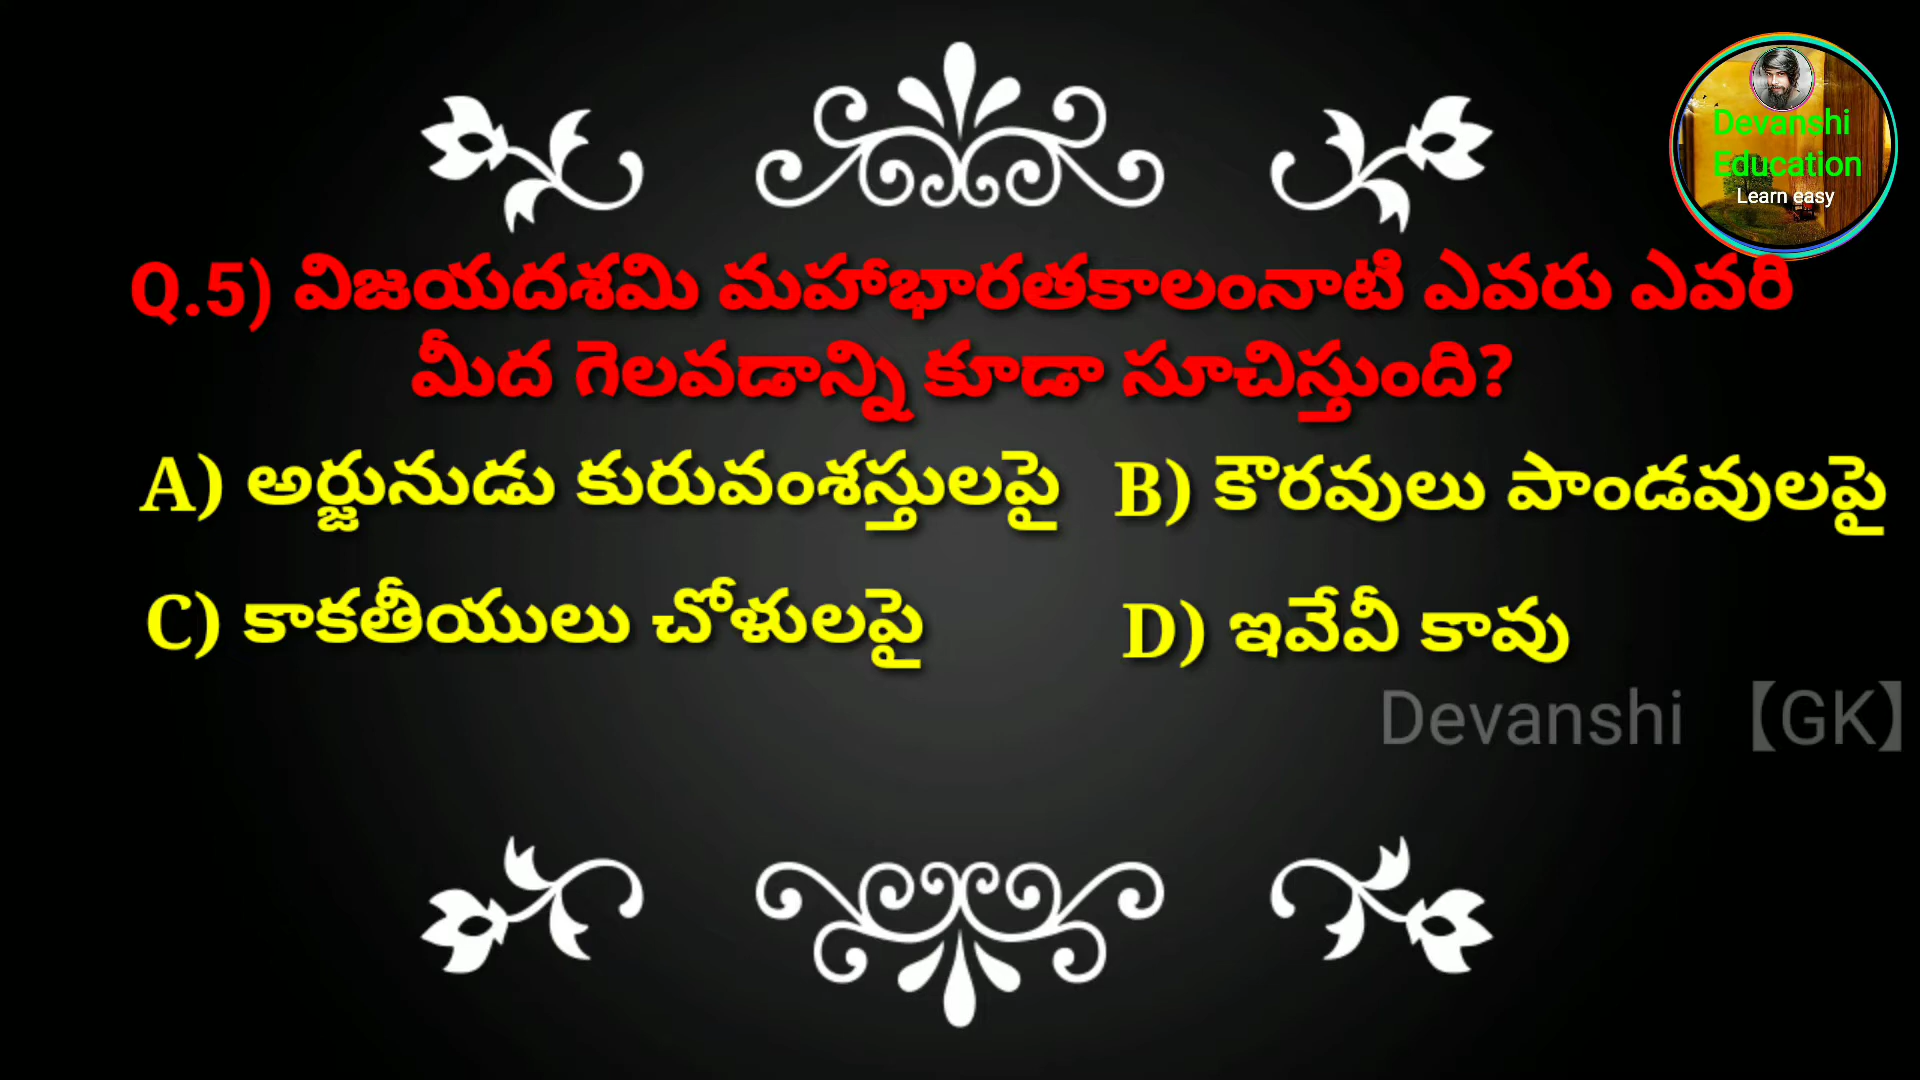 Devanshi
Education
Learn easy
Q.5) విజయదశమి మహాభారతకాలంనాటి ఎవరు ఎవరి
మీద గెలవడాన్ని కూడా సూచిస్తుంది?
A) అర్జునుడు కురువంశస్తులపై
B) కౌరవులు పాండవులపై
C) కాకతీయులు చోళులపై
D) ఇవేవీ కావు
Devanshi 【GK】